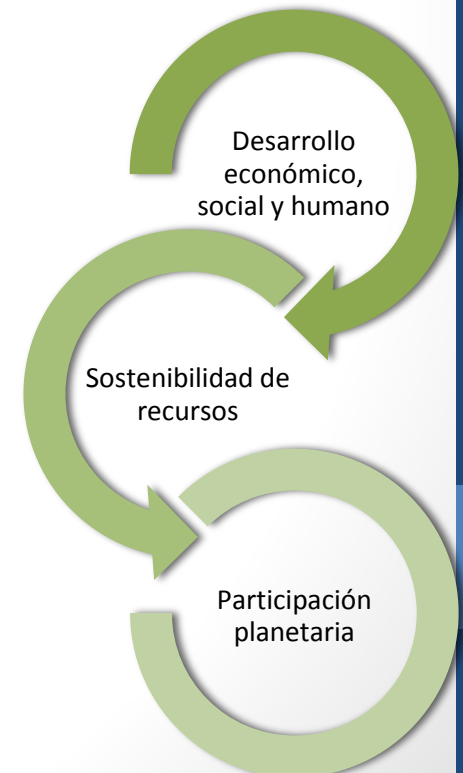 Desarrollo
económico,
social y humano
Sostenibilidad de
recursos
Participación
planetaria